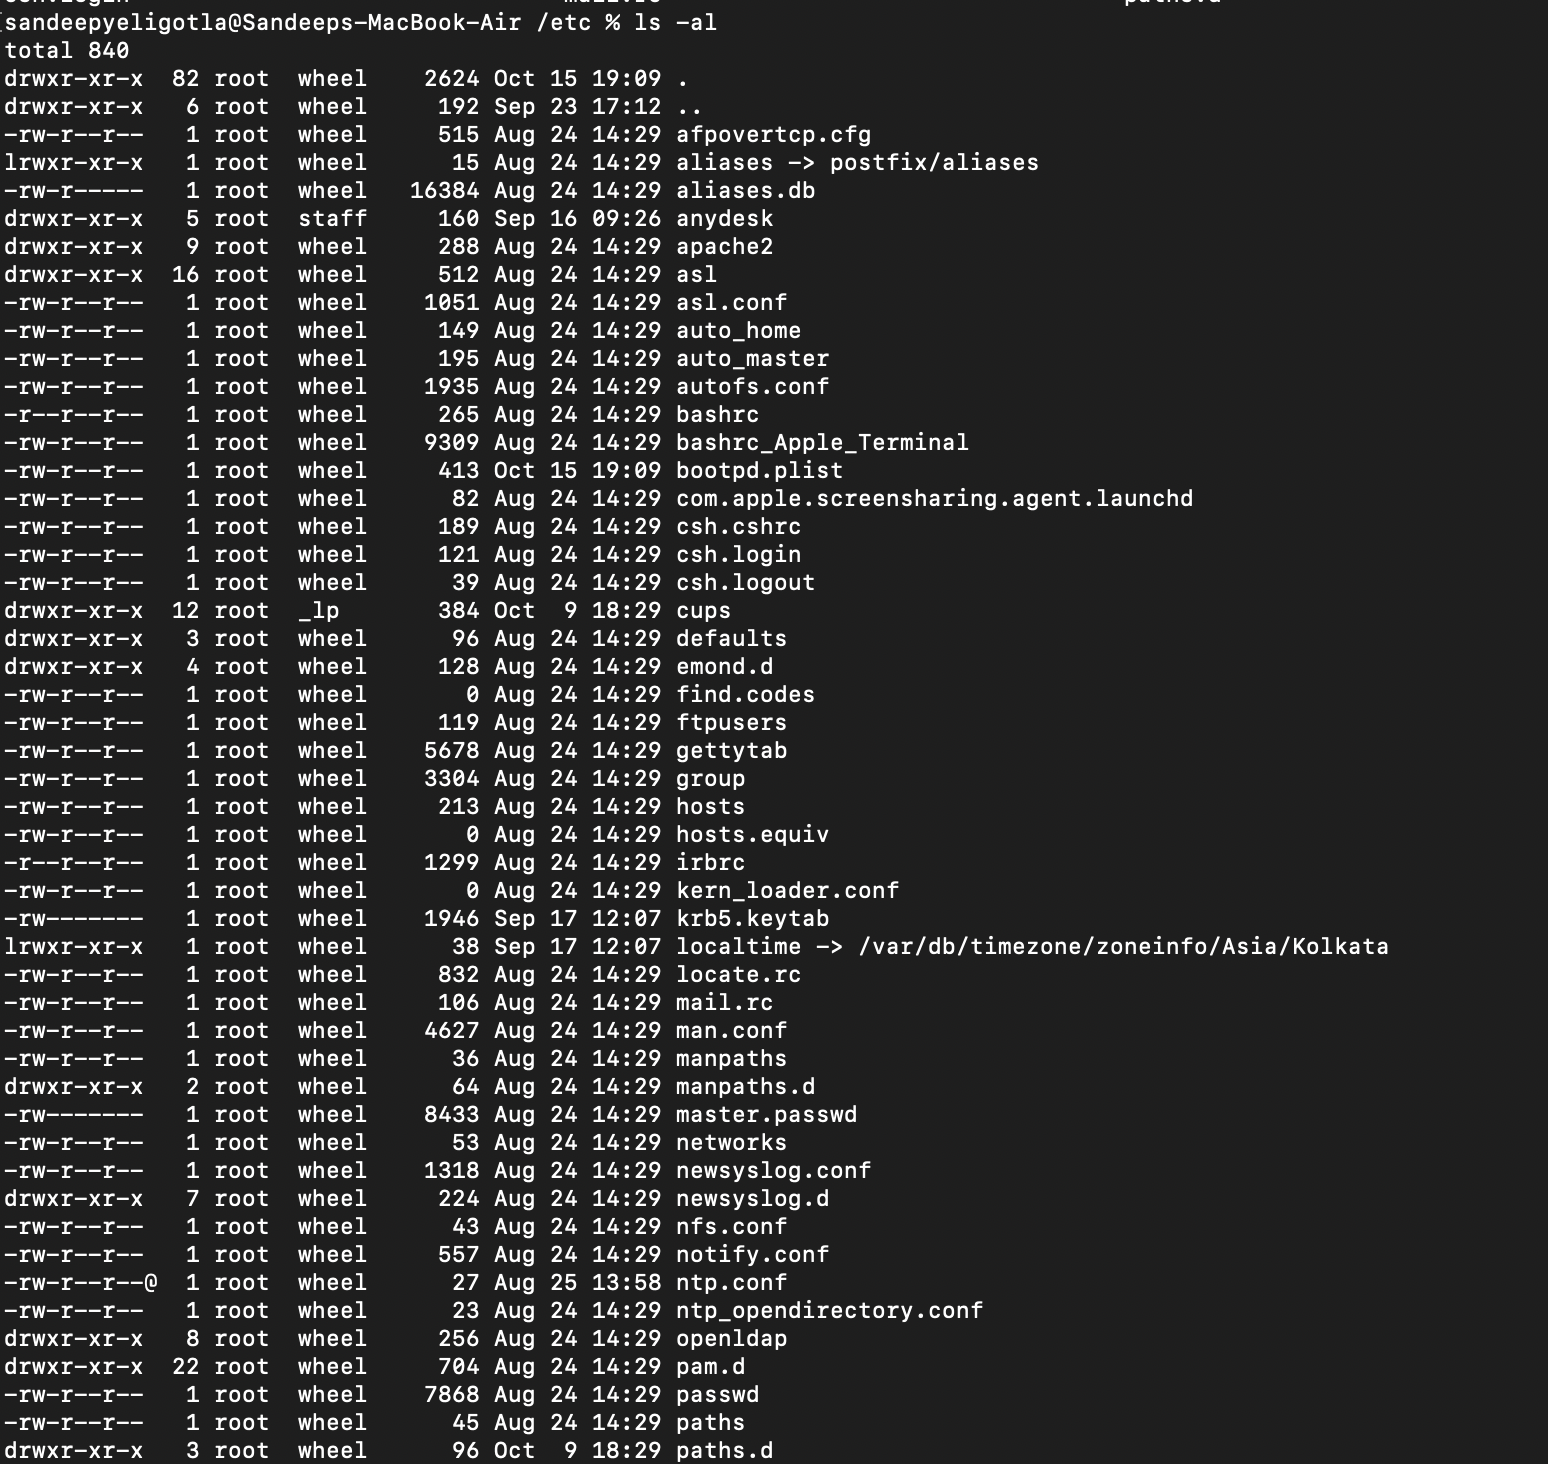 sandeepyeligotla@Sandeeps-MacBook-Air /etc % ls -al
total 840
drwxr-xr-x  82 root  wheel    2624 Oct 15 19:09 .
drwxr-xr-x   6 root  wheel     192 Sep 23 17:12 ..
-rw-r--r--   1 root  wheel     515 Aug 24 14:29 afpovertcp.cfg
lrwxr-xr-x   1 root  wheel      15 Aug 24 14:29 aliases -> postfix/aliases
-rw-r-----   1 root  wheel   16384 Aug 24 14:29 aliases.db
drwxr-xr-x   5 root  staff     160 Sep 16 09:26 anydesk
drwxr-xr-x   9 root  wheel     288 Aug 24 14:29 apache2
drwxr-xr-x  16 root  wheel     512 Aug 24 14:29 asl
-rw-r--r--   1 root  wheel    1051 Aug 24 14:29 asl.conf
-rw-r--r--   1 root  wheel     149 Aug 24 14:29 auto_home
-rw-r--r--   1 root  wheel     195 Aug 24 14:29 auto_master
-rw-r--r--   1 root  wheel    1935 Aug 24 14:29 autofs.conf
-r--r--r--   1 root  wheel     265 Aug 24 14:29 bashrc
-rw-r--r--   1 root  wheel    9309 Aug 24 14:29 bashrc_Apple_Terminal
-rw-r--r--   1 root  wheel     413 Oct 15 19:09 bootpd.plist
-rw-r--r--   1 root  wheel      82 Aug 24 14:29 com.apple.screensharing.agent.launchd
-rw-r--r--   1 root  wheel     189 Aug 24 14:29 csh.cshrc
-rw-r--r--   1 root  wheel     121 Aug 24 14:29 csh.login
-rw-r--r--   1 root  wheel      39 Aug 24 14:29 csh.logout
drwxr-xr-x  12 root  _lp       384 Oct  9 18:29 cups
drwxr-xr-x   3 root  wheel      96 Aug 24 14:29 defaults
drwxr-xr-x   4 root  wheel     128 Aug 24 14:29 emond.d
-rw-r--r--   1 root  wheel       0 Aug 24 14:29 find.codes
-rw-r--r--   1 root  wheel     119 Aug 24 14:29 ftpusers
-rw-r--r--   1 root  wheel    5678 Aug 24 14:29 gettytab
-rw-r--r--   1 root  wheel    3304 Aug 24 14:29 group
-rw-r--r--   1 root  wheel     213 Aug 24 14:29 hosts
-rw-r--r--   1 root  wheel       0 Aug 24 14:29 hosts.equiv
-r--r--r--   1 root  wheel    1299 Aug 24 14:29 irbrc
-rw-r--r--   1 root  wheel       0 Aug 24 14:29 kern_loader.conf
-rw-------   1 root  wheel    1946 Sep 17 12:07 krb5.keytab
lrwxr-xr-x   1 root  wheel      38 Sep 17 12:07 localtime -> /var/db/timezone/zoneinfo/Asia/Kolkata
-rw-r--r--   1 root  wheel     832 Aug 24 14:29 locate.rc
-rw-r--r--   1 root  wheel     106 Aug 24 14:29 mail.rc
-rw-r--r--   1 root  wheel    4627 Aug 24 14:29 man.conf
-rw-r--r--   1 root  wheel      36 Aug 24 14:29 manpaths
drwxr-xr-x   2 root  wheel      64 Aug 24 14:29 manpaths.d
-rw-------   1 root  wheel    8433 Aug 24 14:29 master.passwd
-rw-r--r--   1 root  wheel      53 Aug 24 14:29 networks
-rw-r--r--   1 root  wheel    1318 Aug 24 14:29 newsyslog.conf
drwxr-xr-x   7 root  wheel     224 Aug 24 14:29 newsyslog.d
-rw-r--r--   1 root  wheel      43 Aug 24 14:29 nfs.conf
-rw-r--r--   1 root  wheel     557 Aug 24 14:29 notify.conf
-rw-r--r--@  1 root  wheel      27 Aug 25 13:58 ntp.conf
-rw-r--r--   1 root  wheel      23 Aug 24 14:29 ntp_opendirectory.conf
drwxr-xr-x   8 root  wheel     256 Aug 24 14:29 openldap
drwxr-xr-x  22 root  wheel     704 Aug 24 14:29 pam.d
-rw-r--r--   1 root  wheel    7868 Aug 24 14:29 passwd
-rw-r--r--   1 root  wheel      45 Aug 24 14:29 paths
drwxr-xr-x   3 root  wheel      96 Oct  9 18:29 paths.d